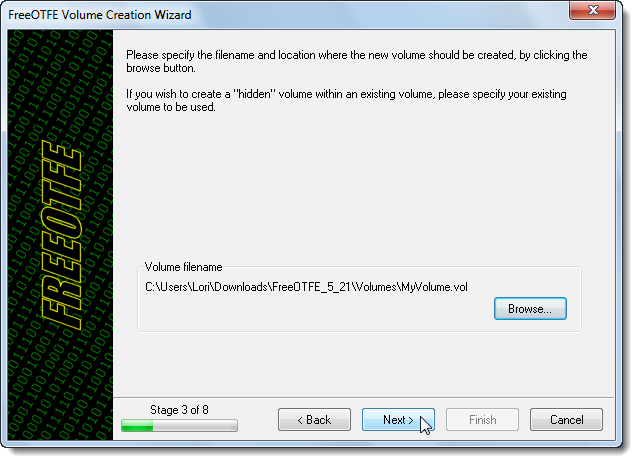 FreeOTFE Volume Creation Wizard
Please specify the filename and location where the new volume should be created, by clicking the
browse button.
If you wish to create a "hidden" volume within an existing volume, please specify your existing
volume to be used.
FREEOTFE
Volume filename
C:\Users\Lori\Downloads\FreeOTFE_5_21\Volumes\MyVolume.vol
Browse...
Stage 3 of 8
< Back
Next >
Finish
Cancel